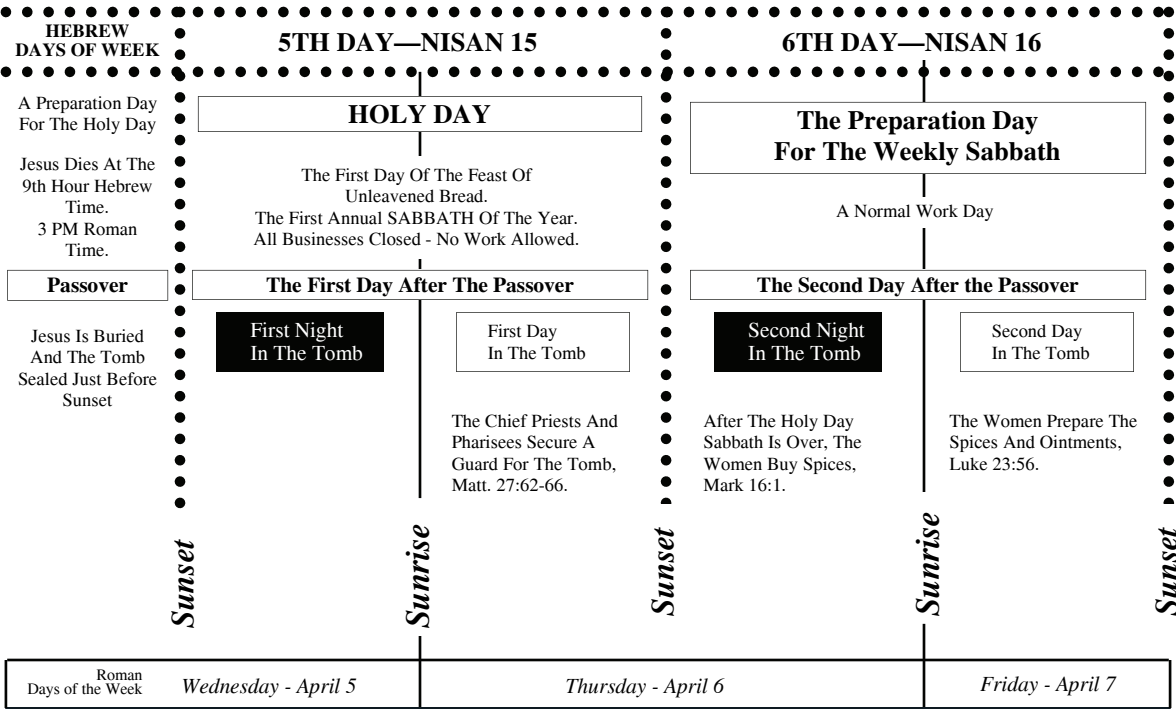 HEBREW
DAYS OF WEEK
5TH DAY—NISAN 15
6TH DAY—NISAN 16
A Preparation Day
For The Holy Day
Jesus Dies At The
9th Hour Hebrew
Time.
3 PM Roman
Time.
Passover
Jesus Is Buried
And The Tomb
Sealed Just Before
Sunset
HOLY DAY
The First Day Of The Feast Of
Unleavened Bread.
The First Annual SABBATH Of The Year.
All Businesses Closed - No Work Allowed.
The First Day After The Passover
First Night
In The Tomb
First Day
In The Tomb
The Chief Priests And
Pharisees Secure A
Guard For The Tomb,
Matt. 27:62-66.
The Preparation Day
For The Weekly Sabbath
A Normal Work Day
The Second Day After the Passover
Second Night
In The Tomb
Second Day
In The Tomb
After The Holy Day
Sabbath Is Over, The
Women Buy Spices,
Mark 16:1.
The Women Prepare The
Spices And Ointments,
Luke 23:56.
Sunset
Sunrise
Sunset
Sunrise
Sunset
Roman
Days of the Week
Wednesday - April 5
Thursday - April 6
Friday - April 7